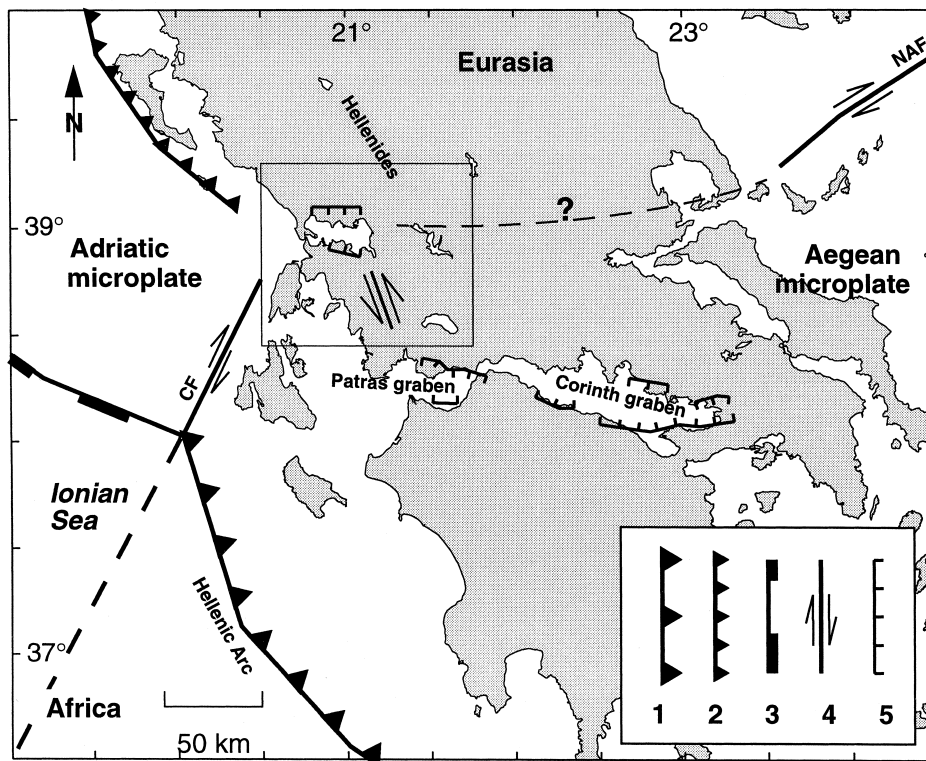 21°
23°
Eurasia
NAF
N
Hellenides
39°
?
Adriatic
microplate
Aegean
microplate
CF
Patras graben
Corinth graben
Ionian
Sea
Hellenic Arc
37°
Africa
50 km
1 2 3 4 5